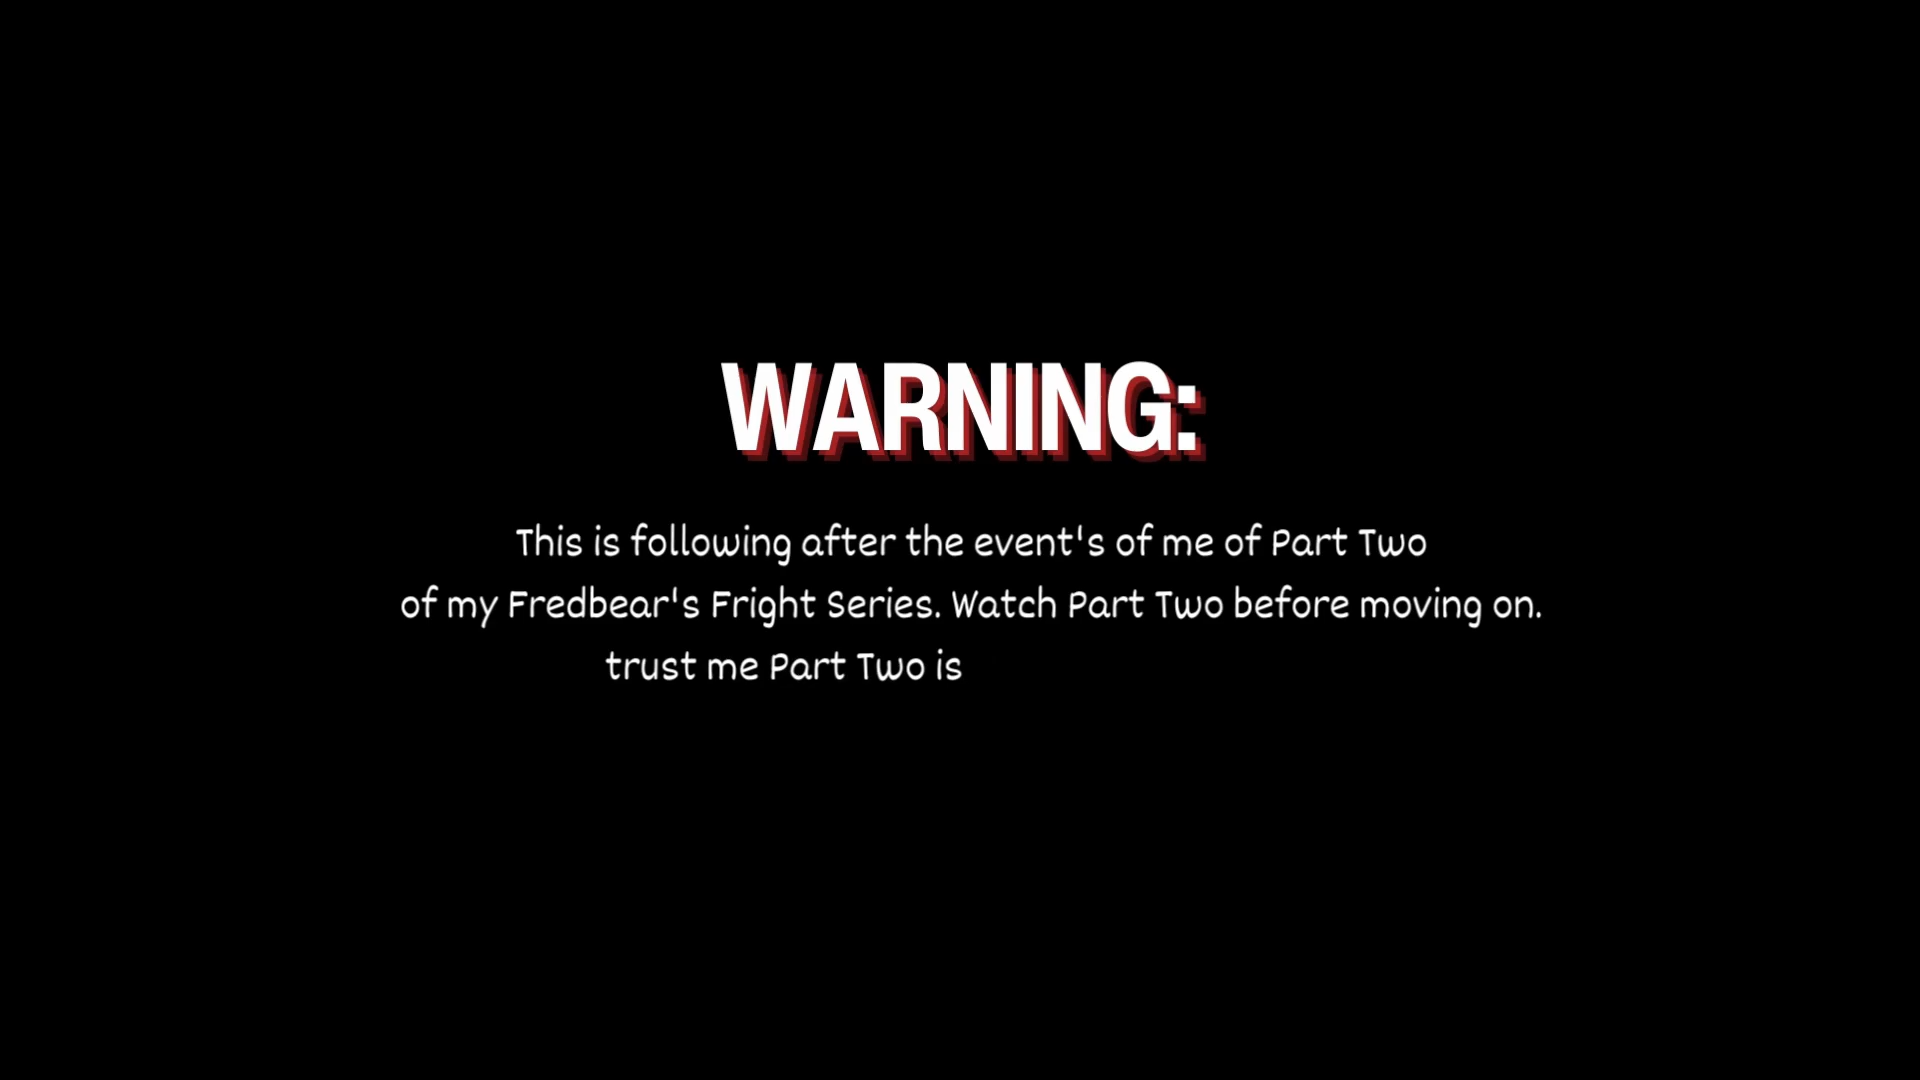 WARNING:
This is following after the event's of me of Part Two
of my Fredbear's Fright Series. Watch Part Two before moving on.
trust me Part Two is